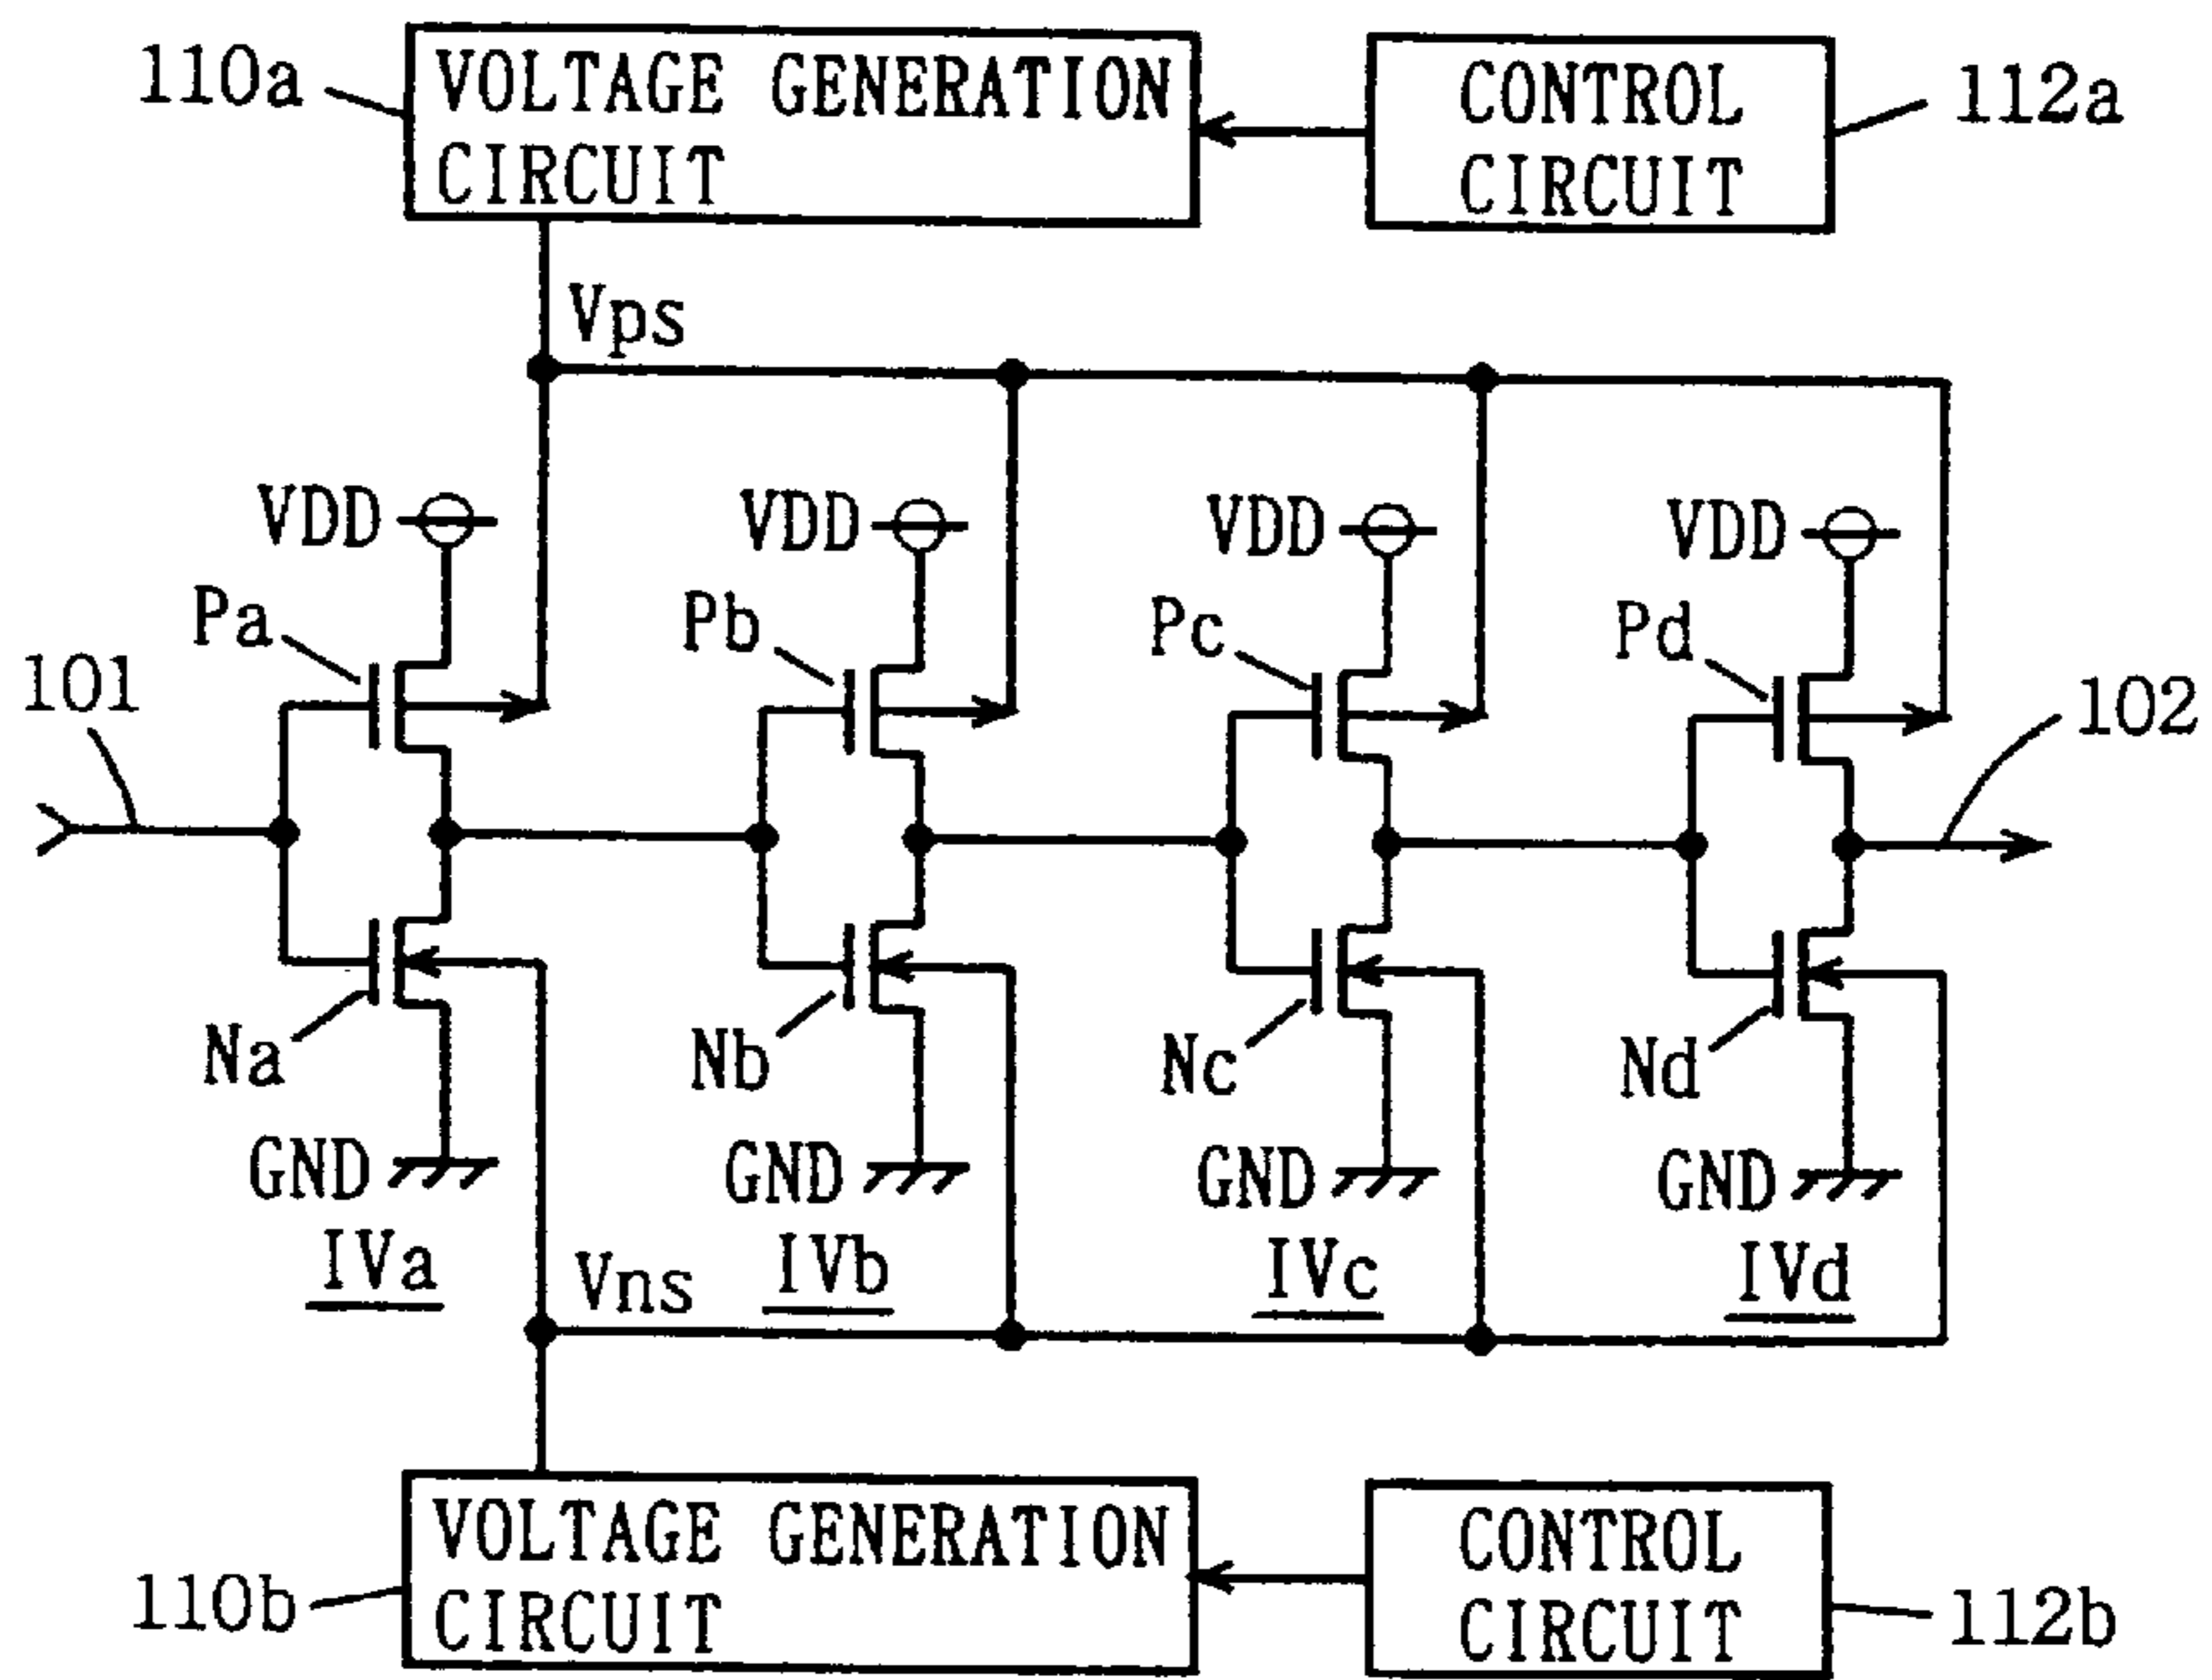 110a
VOLTAGE GENERATION
CIRCUIT
CONTROL
CIRCUIT
112a
Vps
VDD
VDD
VDD
VDD
Pa
Pb
Pc
Pd
101
102
Na
Nb
Nc
Nd
GND
GND
GND
GND
IVa
IVb
IVc
IVd
Vns
110b
VOLTAGE GENERATION
CIRCUIT
CONTROL
CIRCUIT
112b